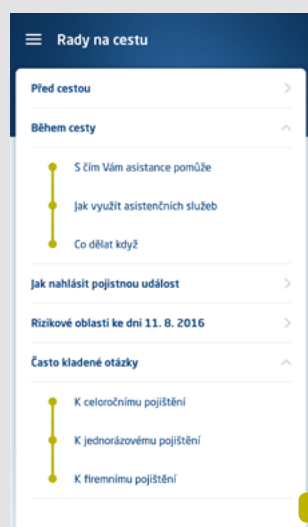 Rady na cestu
Před cestou
Během cesty
S čím Vám asistance pomůže
Jak využít asistenčních služeb
Co dělat když
Jak nahlásit pojistnou událost
Rizikové oblasti ke dni 11. 8. 2016
Často kladené otázky
K celoročnímu pojištění
K jednorázovému pojištění
K firemnímu pojištění